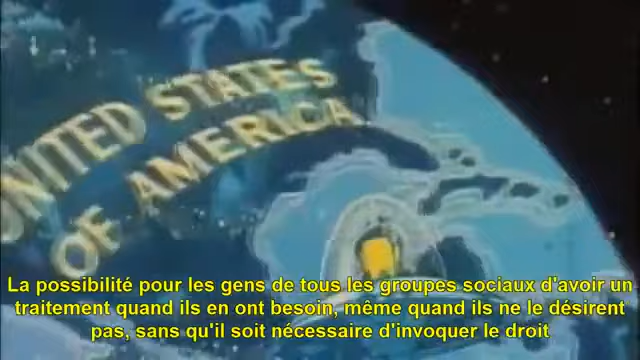 UNITED STATES
OF AMERICA
La possibilité pour les gens de tous les groupes sociaux d'avoir un
traitement quand ils en ont besoin, même quand ils ne le désirent
pas, sans qu'il soit nécessaire d'invoquer le droit